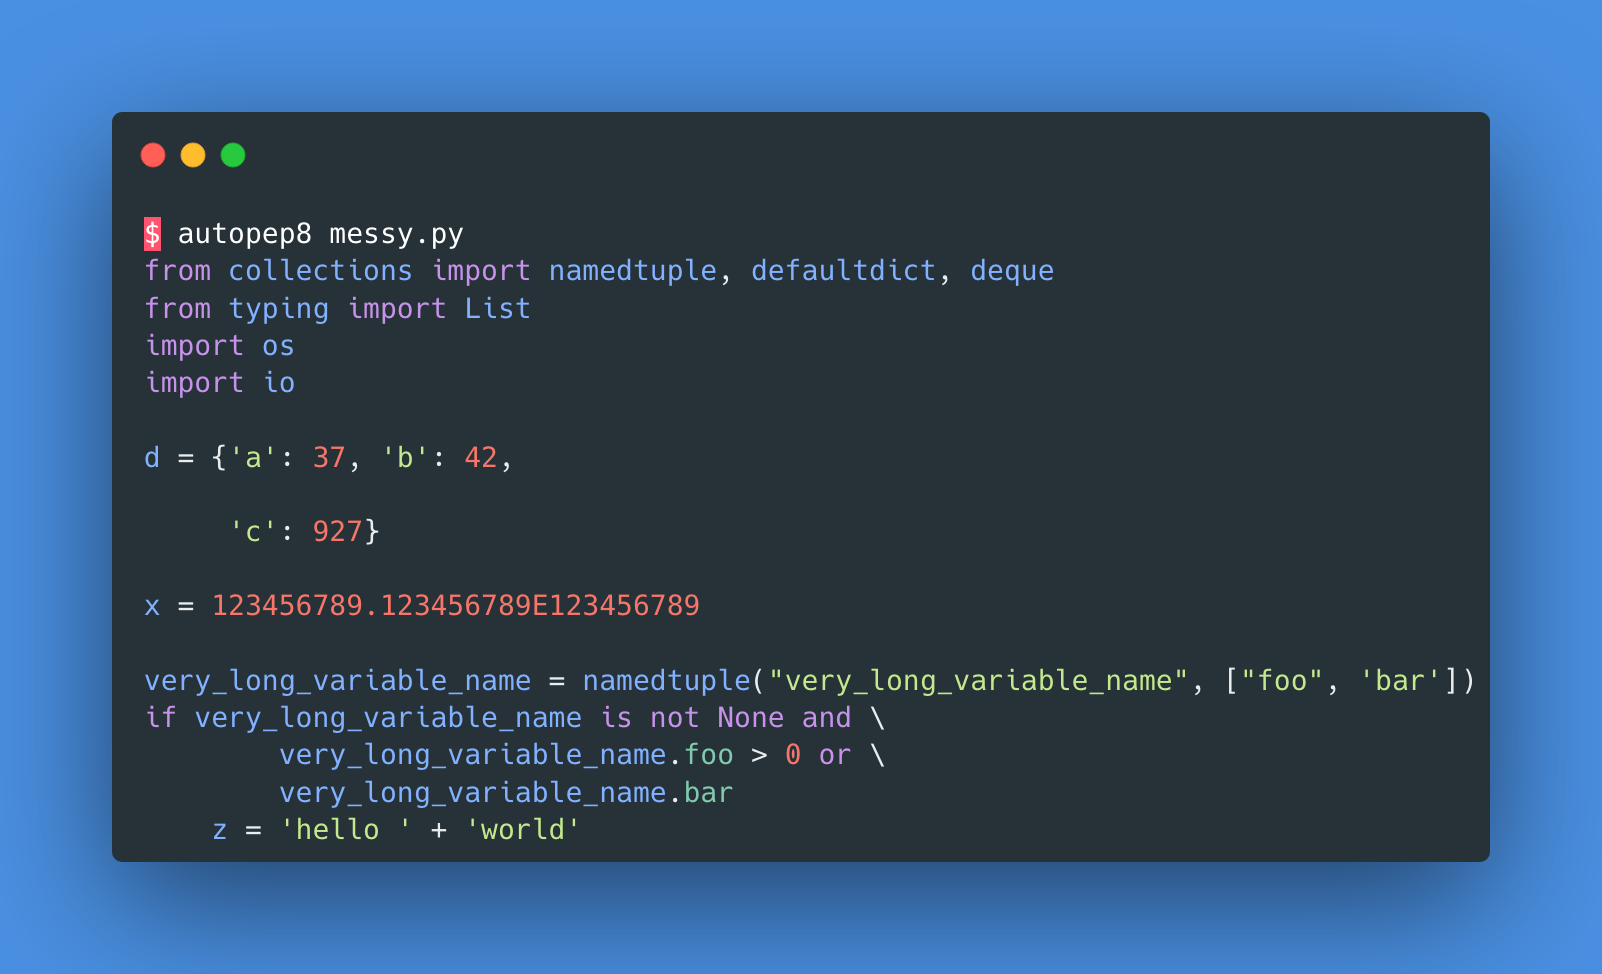 $ autopep8 messy.py
from collections import namedtuple, defaultdict, deque
from typing import List
import os
import io
d = {'a': 37, 'b': 42,
     'c': 927}
x = 123456789.123456789E123456789
very_long_variable_name = namedtuple("very_long_variable_name", ["foo", 'bar'])
if very_long_variable_name is not None and \
        very_long_variable_name.foo > 0 or \
        very_long_variable_name.bar
    z = 'hello ' + 'world'